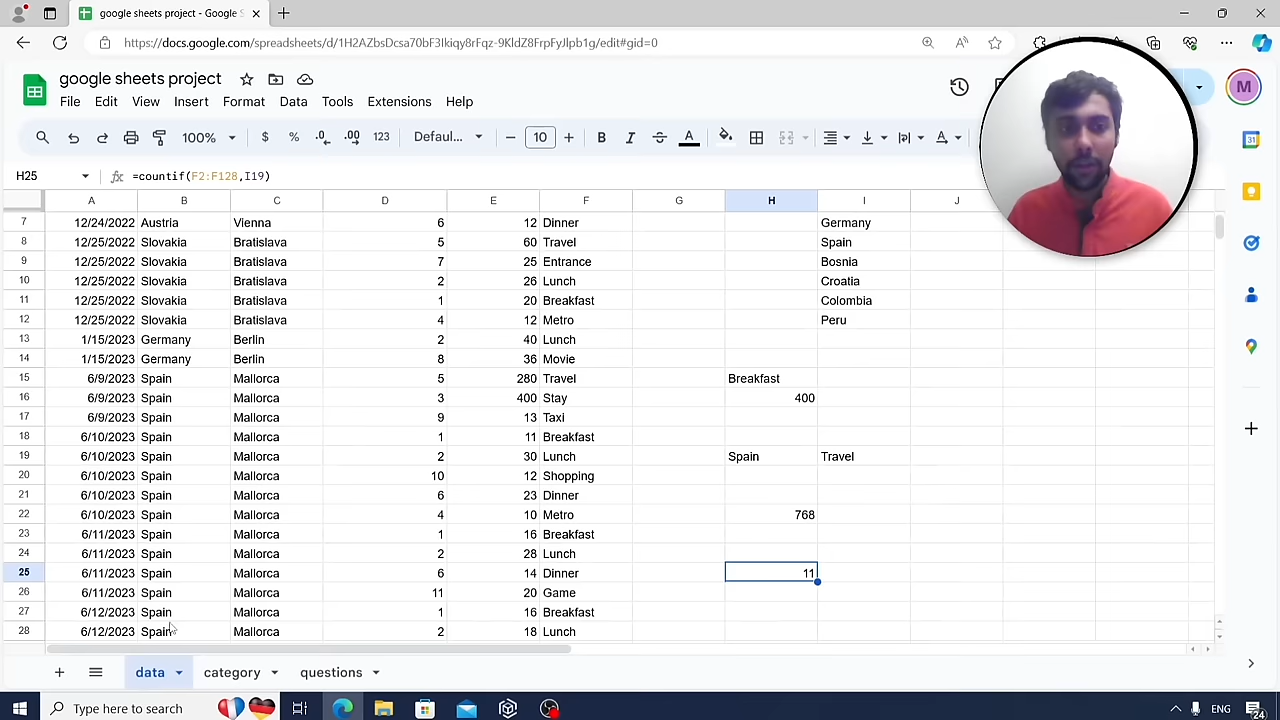 google sheets project - Google S
https://docs.google.com/spreadsheets/d/
/edit#gid=0
google sheets project
File Edit View Insert Format Data Tools Extensions Help
100% $ % .0 .00 123 Defaul... 10 B I A A
M
31
H25 fx =countif(F2:F128,I19)
A B C D E F G H I J
7 12/24/2022 Austria Vienna 6 12 Dinner Germany
8 12/25/2022 Slovakia Bratislava 5 60 Travel Spain
9 12/25/2022 Slovakia Bratislava 7 25 Entrance Bosnia
10 12/25/2022 Slovakia Bratislava 2 26 Lunch Croatia
11 12/25/2022 Slovakia Bratislava 1 20 Breakfast Colombia
12 12/25/2022 Slovakia Bratislava 4 12 Metro Peru
13 1/15/2023 Germany Berlin 2 40 Lunch
14 1/15/2023 Germany Berlin 8 36 Movie
15 6/9/2023 Spain Mallorca 5 280 Travel Breakfast
16 6/9/2023 Spain Mallorca 3 400 Stay 400
17 6/9/2023 Spain Mallorca 9 13 Taxi
18 6/10/2023 Spain Mallorca 1 11 Breakfast
19 6/10/2023 Spain Mallorca 2 30 Lunch Spain Travel
20 6/10/2023 Spain Mallorca 10 12 Shopping
21 6/10/2023 Spain Mallorca 6 23 Dinner
22 6/10/2023 Spain Mallorca 4 10 Metro 768
23 6/11/2023 Spain Mallorca 1 16 Breakfast
24 6/11/2023 Spain Mallorca 2 28 Lunch
25 6/11/2023 Spain Mallorca 6 14 Dinner 11
26 6/11/2023 Spain Mallorca 11 20 Game
27 6/12/2023 Spain Mallorca 1 16 Breakfast
28 6/12/2023 Spain Mallorca 2 18 Lunch
data category questions
Type here to search ENG 24